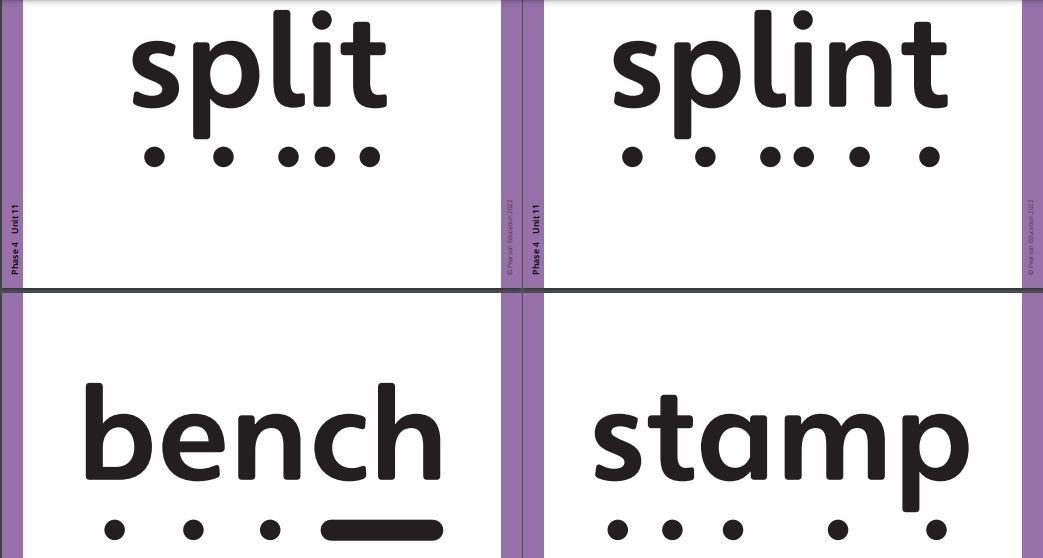 split
Phase 4 Unit 11
© Pearson Education 2022
splint
Phase 4 Unit 11
© Pearson Education 2022
bench
stamp